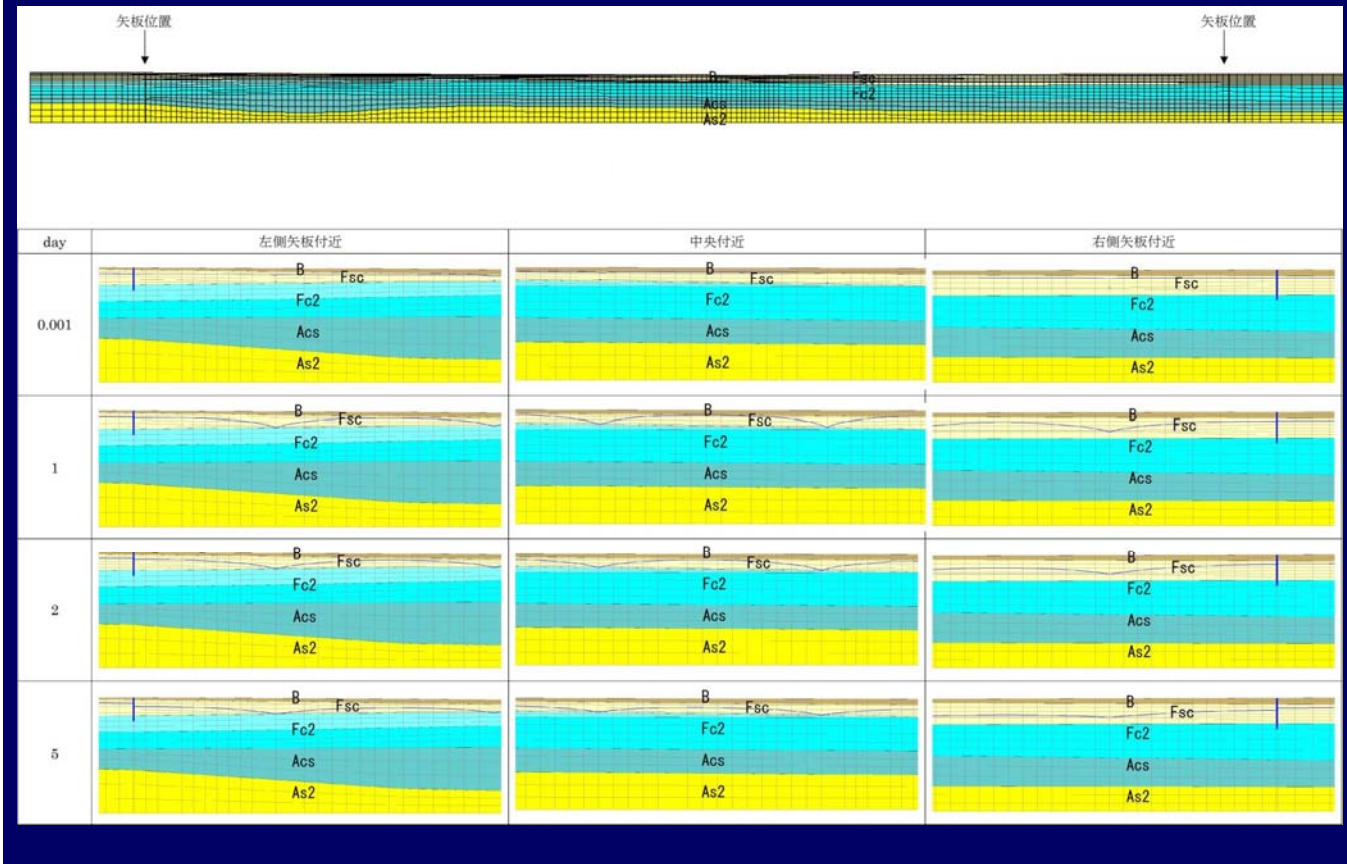 矢板位置 矢板位置
B Fsc
Fc2
Acs
As2
day 左側矢板付近 中央付近 右側矢板付近
0.001
B Fsc
Fc2
Acs
As2
B Fsc
Fc2
Acs
As2
B Fsc
Fc2
Acs
As2
1
B Fsc
Fc2
Acs
As2
B Fsc
Fc2
Acs
As2
B Fsc
Fc2
Acs
As2
2
B Fsc
Fc2
Acs
As2
B Fsc
Fc2
Acs
As2
B Fsc
Fc2
Acs
As2
5
B Fsc
Fc2
Acs
As2
B Fsc
Fc2
Acs
As2
B Fsc
Fc2
Acs
As2